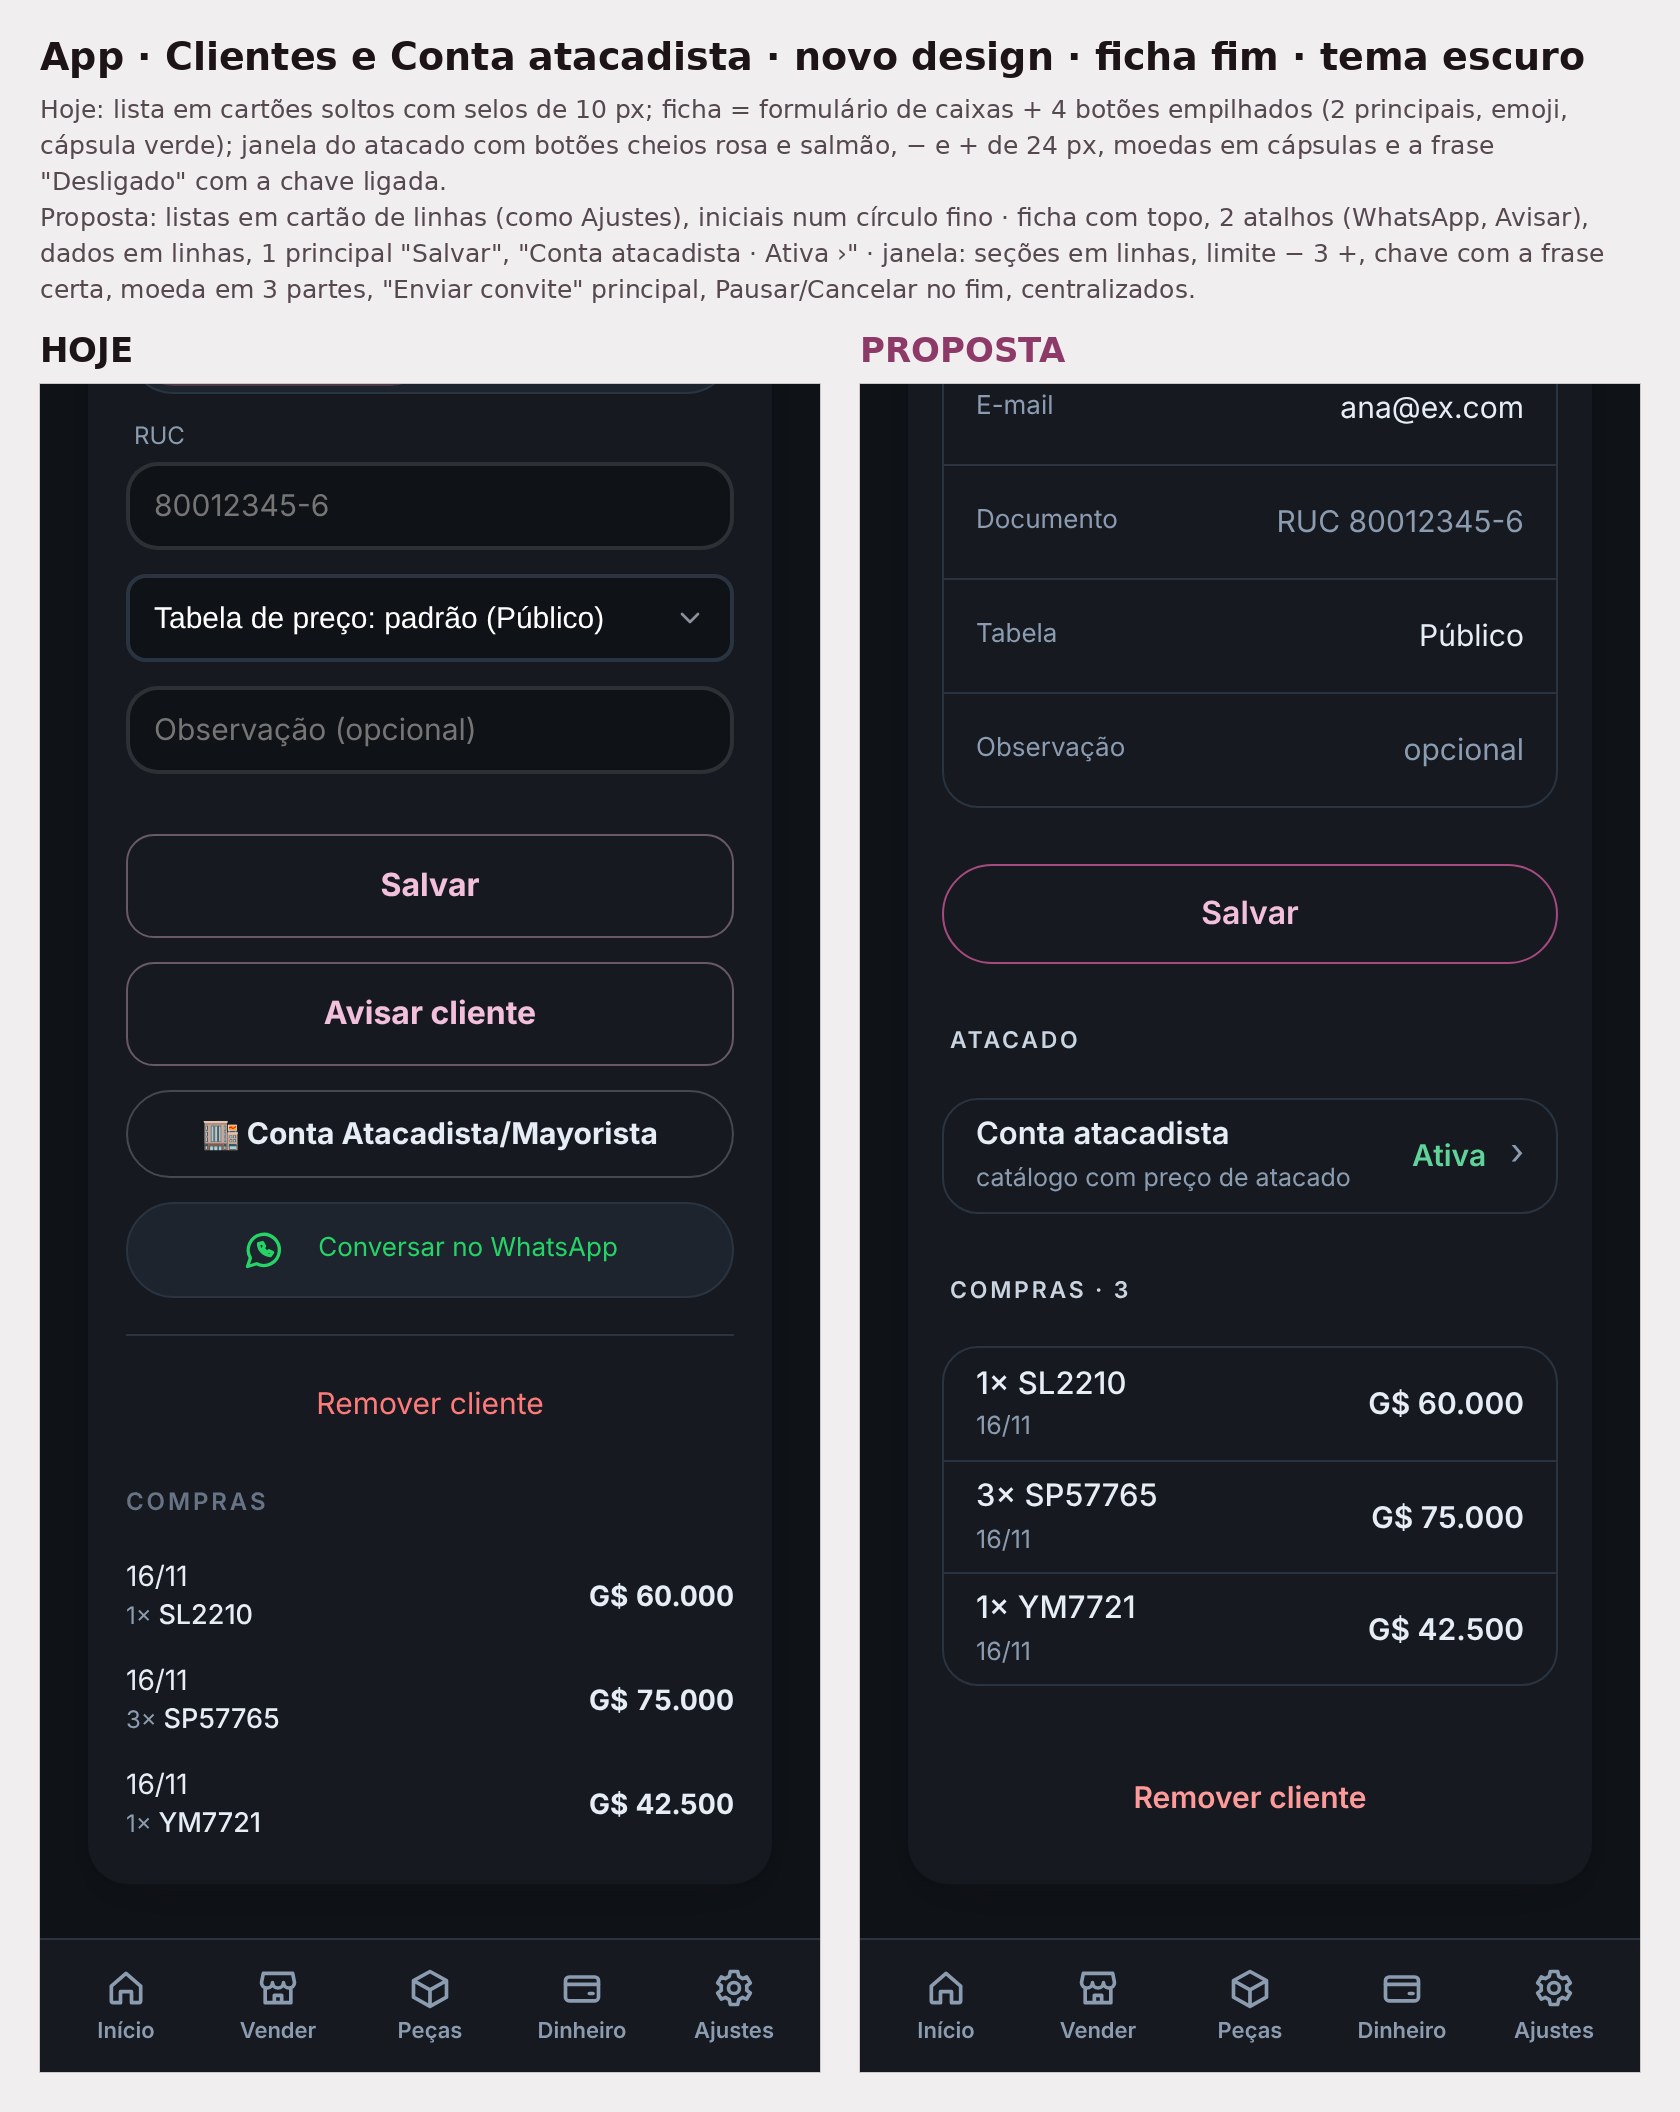 App · Clientes e Conta atacadista · novo design · ficha fim · tema escuro
Hoje: lista em cartões soltos com selos de 10 px; ficha = formulário de caixas + 4 botões empilhados (2 principais, emoji,
cápsula verde); janela do atacado com botões cheios rosa e salmão, − e + de 24 px, moedas em cápsulas e a frase
"Desligado" com a chave ligada.
Proposta: listas em cartão de linhas (como Ajustes), iniciais num círculo fino · ficha com topo, 2 atalhos (WhatsApp, Avisar),
dados em linhas, 1 principal "Salvar", "Conta atacadista · Ativa ›" · janela: seções em linhas, limite − 3 +, chave com a frase
certa, moeda em 3 partes, "Enviar convite" principal, Pausar/Cancelar no fim, centralizados.
HOJE
RUC
80012345-6
Tabela de preço: padrão (Público)
Observação (opcional)
Salvar
Avisar cliente
🏬 Conta Atacadista/Mayorista
Conversar no WhatsApp
Remover cliente
COMPRAS
16/11
1× SL2210
G$ 60.000
16/11
3× SP57765
G$ 75.000
16/11
1× YM7721
G$ 42.500
Início
Vender
Peças
Dinheiro
Ajustes
PROPOSTA
E-mail
ana@ex.com
Documento
RUC 80012345-6
Tabela
Público
Observação
opcional
Salvar
ATACADO
Conta atacadista
catálogo com preço de atacado
Ativa ›
COMPRAS · 3
1× SL2210
16/11
G$ 60.000
3× SP57765
16/11
G$ 75.000
1× YM7721
16/11
G$ 42.500
Remover cliente
Início
Vender
Peças
Dinheiro
Ajustes